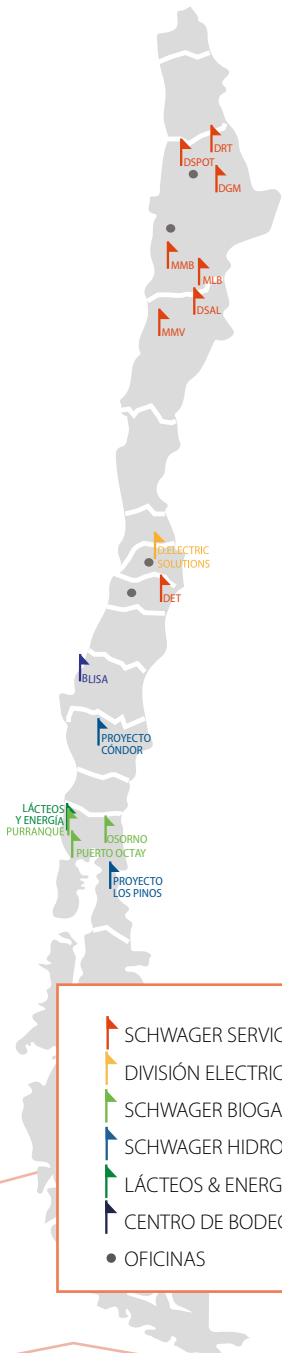 DRT
DSPOT
DGM
MMB
MLB
DSAL
MMV
D.ELECTRIC
SOLUTIONS
DET
BLISA
PROYECTO
CÓNDOR
LÁCTEOS
Y ENERGÍA
PURRANQUE
OSORNO
PUERTO OCTAY
PROYECTO
LOS PINOS
SCHWAGER SERVIC
DIVISIÓN ELECTRIC
SCHWAGER BIOGA
SCHWAGER HIDRO
LÁCTEOS & ENERG
CENTRO DE BODEG
OFICINAS